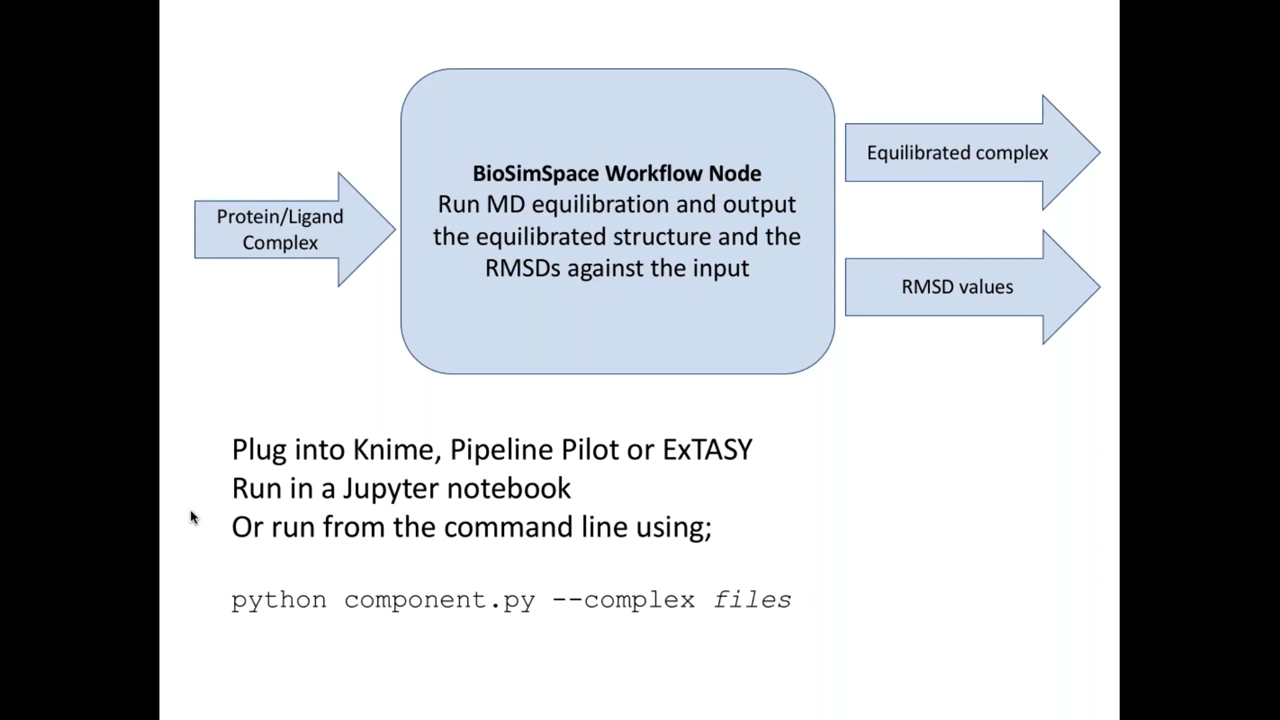 Protein/Ligand
Complex
BioSimSpace Workflow Node
Run MD equilibration and output
the equilibrated structure and the
RMSDs against the input
Equilibrated complex
RMSD values
Plug into Knime, Pipeline Pilot or ExTASY
Run in a Jupyter notebook
Or run from the command line using;
python component.py --complex files